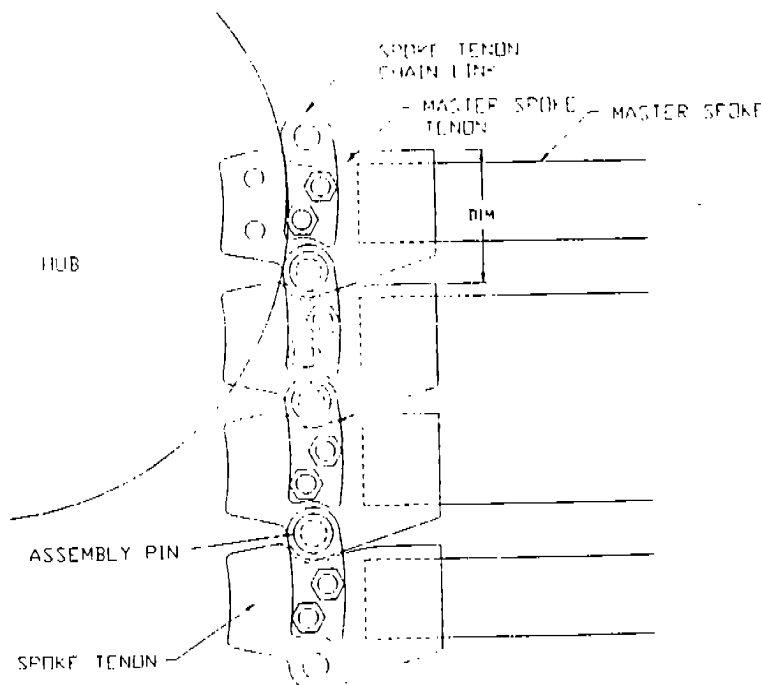 SPOKE TENON
CHAIN LINK
MASTER SPOKE
TENON
MASTER SPOKE
DIM
HUB
ASSEMBLY PIN
SPOKE TENON